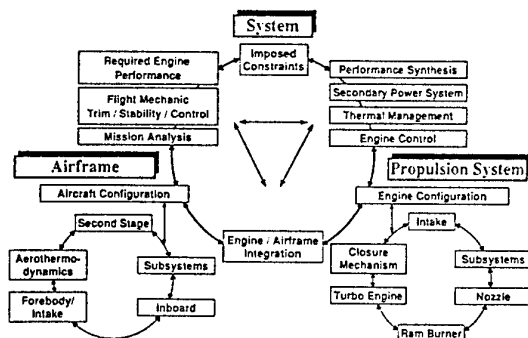 System
Required Engine
Performance
Imposed
Constraints
Performance Synthesis
Secondary Power System
Flight Mechanic
Trim / Stability / Control
Thermal Management
Mission Analysis
Engine Control
Airframe
Propulsion System
Aircraft Configuration
Engine Configuration
Second Stage
Intake
Engine / Airframe
Integration
Aerothermo-
dynamics
Subsystems
Closure
Mechanism
Subsystems
Forebody/
Intake
Inboard
Turbo Engine
Nozzle
Ram Burner